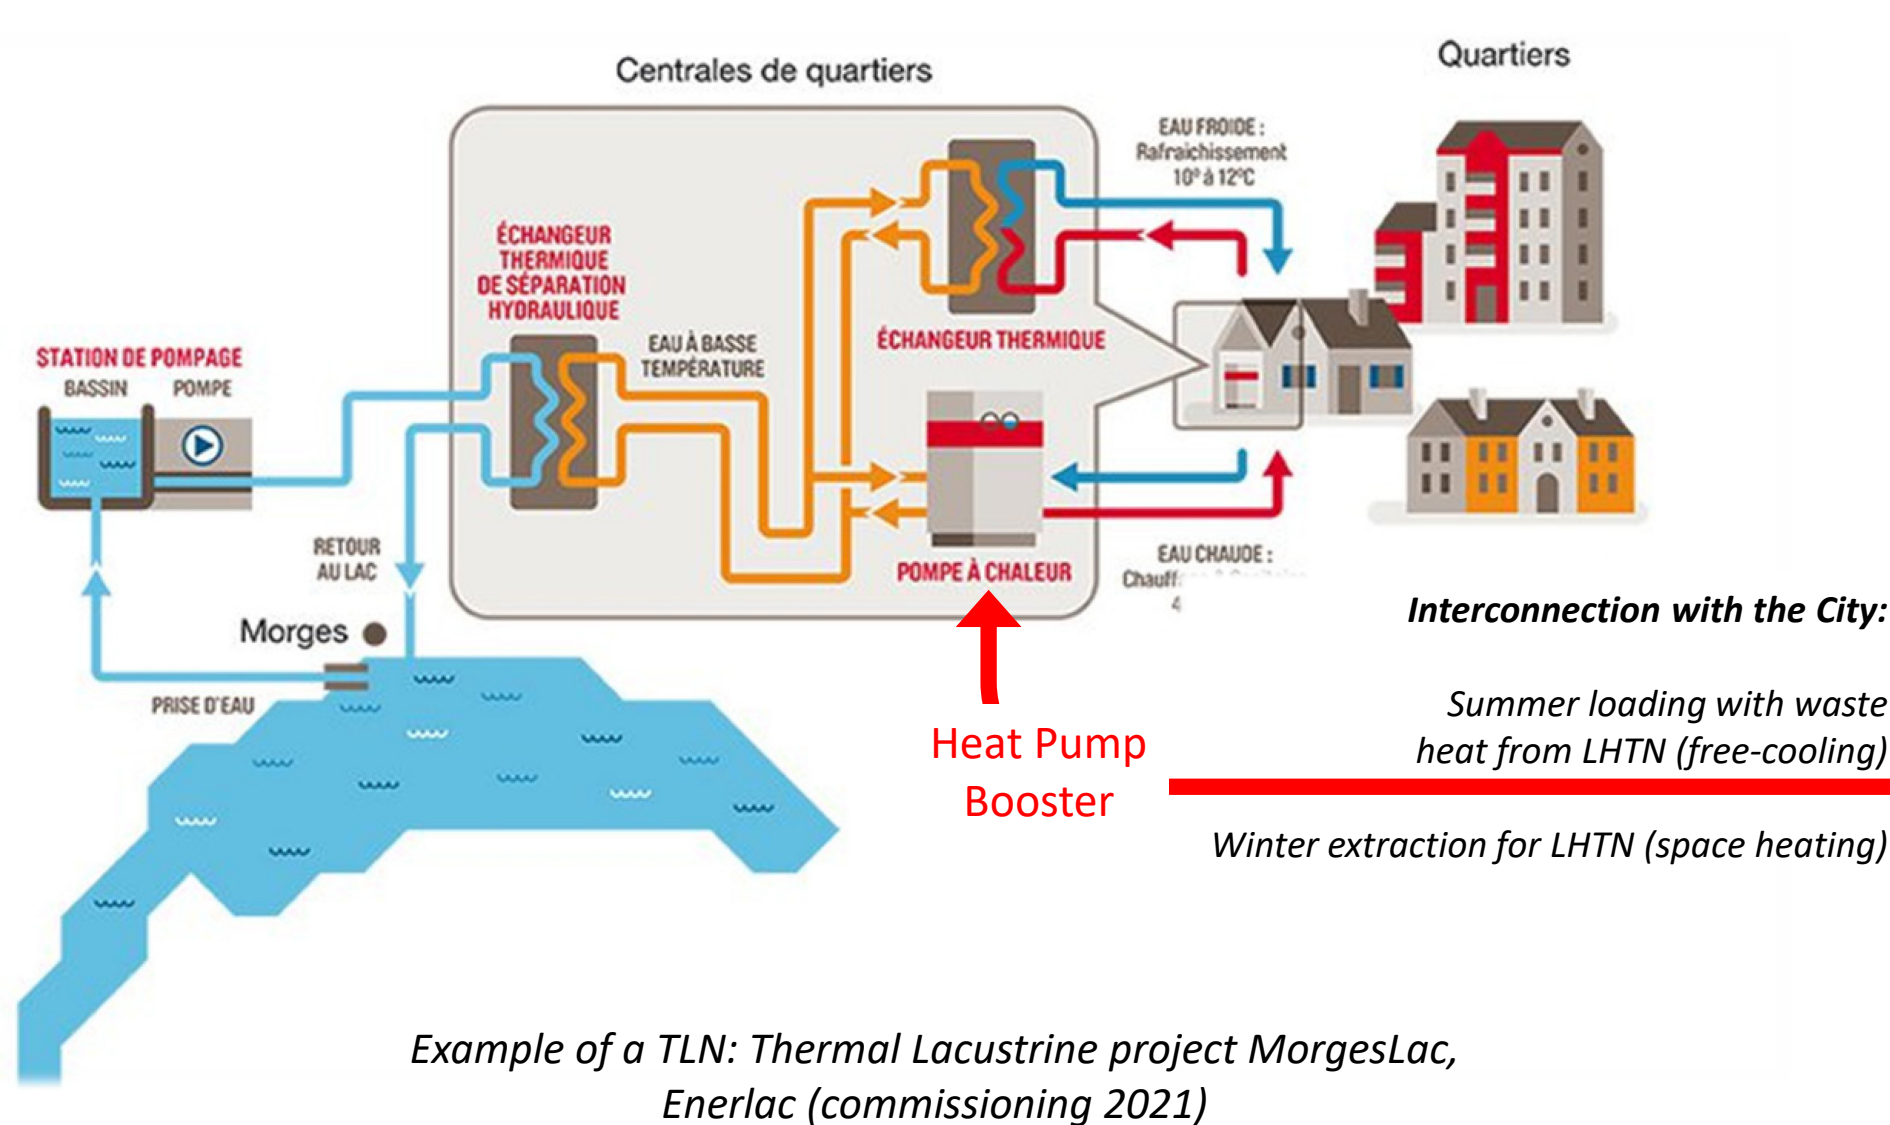 Centrales de quartiers
Quartiers
EAU FROIDE :
Rafraichissement
10° à 12°C
ÉCHANGEUR
THERMIQUE
DE SÉPARATION
HYDRAULIQUE
EAU À BASSE
TEMPÉRATURE
ÉCHANGEUR THERMIQUE
STATION DE POMPAGE
BASSIN
POMPE
RETOUR
AU LAC
POMPE À CHALEUR
EAU CHAUDE :
Morges
PRISE D'EAU
Heat Pump
Booster
Interconnection with the City:
Summer loading with waste
heat from LHTN (free-cooling)
Winter extraction for LHTN (space heating)
Example of a TLN: Thermal Lacustrine project MorgesLac,
Enerlac (commissioning 2021)